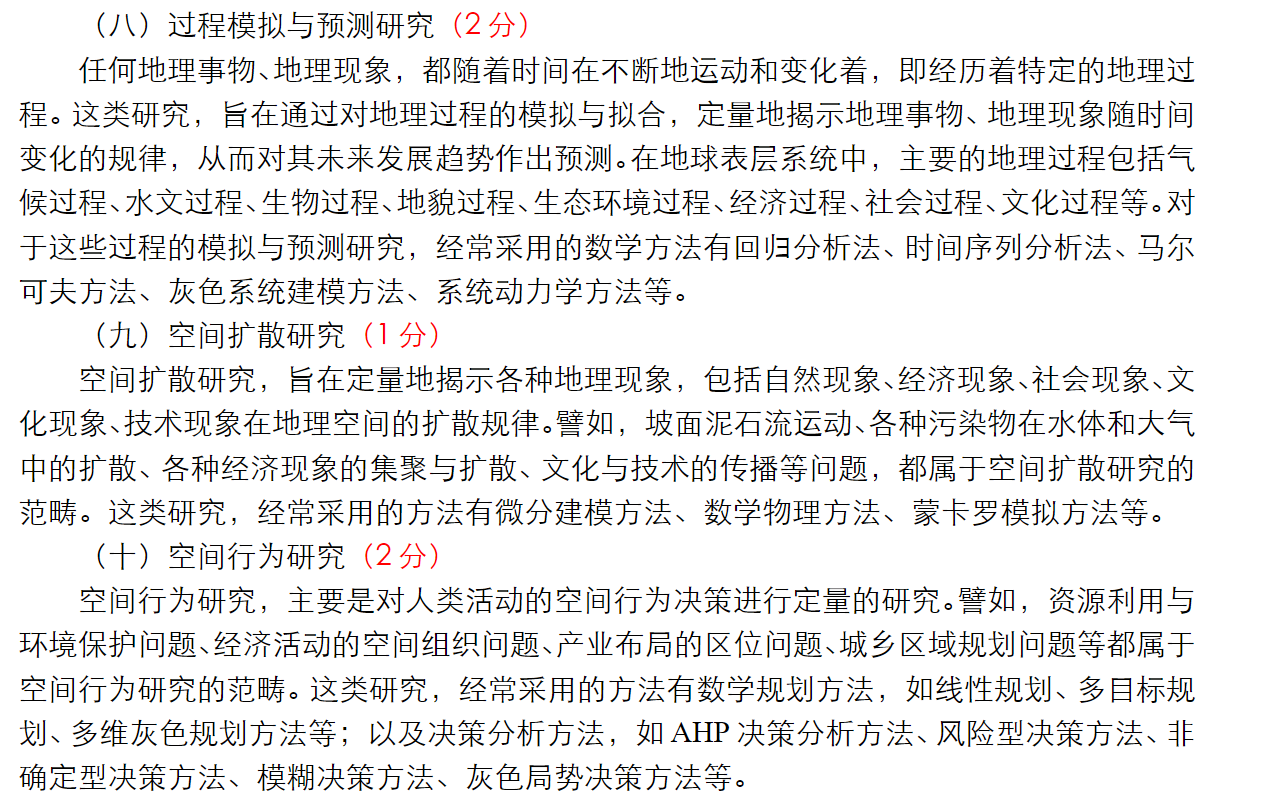 （八）过程模拟与预测研究（2 分）
任何地理事物、地理现象，都随着时间在不断地运动和变化着，即经历着特定的地理过
程。这类研究，旨在通过对地理过程的模拟与拟合，定量地揭示地理事物、地理现象随时间
变化的规律，从而对其未来发展趋势作出预测。在地球表层系统中，主要的地理过程包括气
候过程、水文过程、生物过程、地貌过程、生态环境过程、经济过程、社会过程、文化过程等。对
于这些过程的模拟与预测研究，经常采用的数学方法有回归分析法、时间序列分析法、马尔
可夫方法、灰色系统建模方法、系统动力学方法等。
（九）空间扩散研究（1 分）
空间扩散研究，旨在定量地揭示各种地理现象，包括自然现象、经济现象、社会现象、文
化现象、技术现象在地理空间的扩散规律。譬如，坡面泥石流运动、各种污染物在水体和大气
中的扩散、各种经济现象的集聚与扩散、文化与技术的传播等问题，都属于空间扩散研究的
范畴。这类研究，经常采用的方法有微分建模方法、数学物理方法、蒙卡罗模拟方法等。
（十）空间行为研究（2 分）
空间行为研究，主要是对人类活动的空间行为决策进行定量的研究。譬如，资源利用与
环境保护问题、经济活动的空间组织问题、产业布局的区位问题、城乡区域规划问题等都属于
空间行为研究的范畴。这类研究，经常采用的方法有数学规划方法，如线性规划、多目标规
划、多维灰色规划方法等；以及决策分析方法，如 AHP 决策分析方法、风险型决策方法、非
确定型决策方法、模糊决策方法、灰色局势决策方法等。